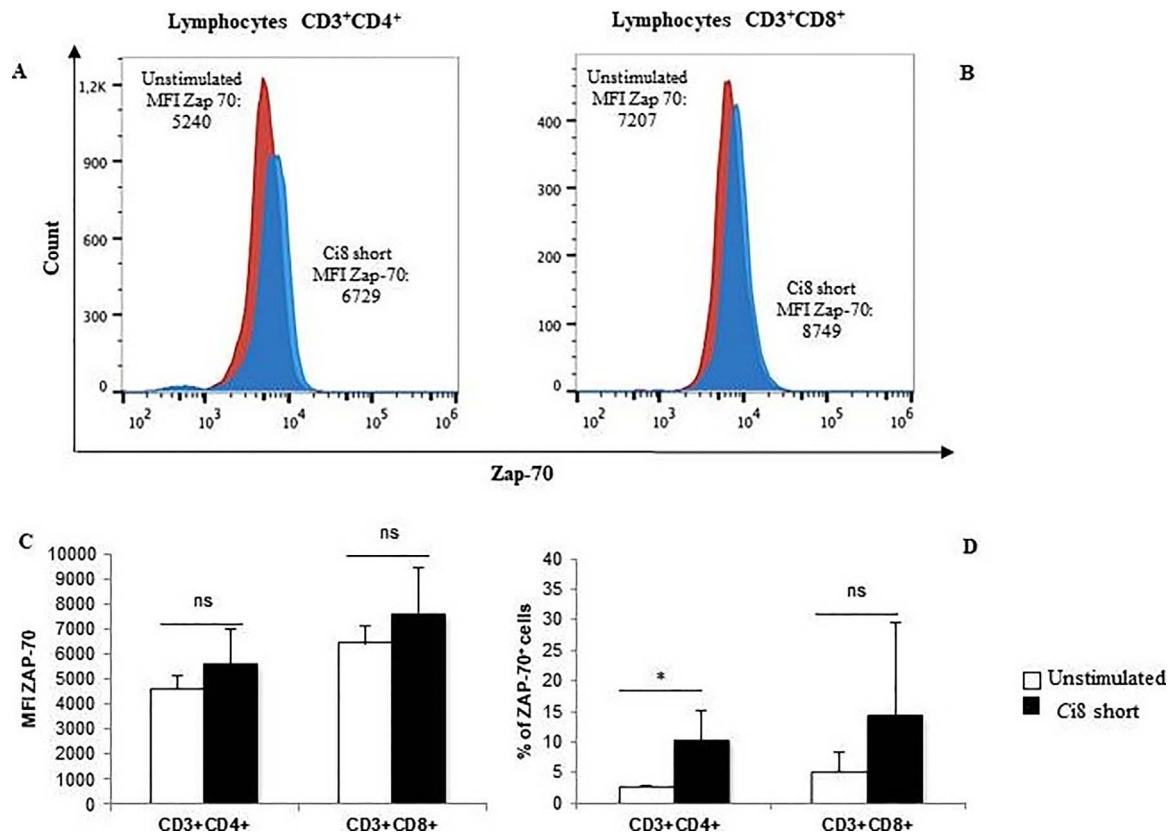 Lymphocytes CD3⁺CD4⁺
Lymphocytes CD3⁺CD8⁺
A
Unstimulated
MFI Zap 70:
5240
Ci8 short
MFI Zap-70:
6729
1,2K
900
600
300
0
10² 10³ 10⁴ 10⁵ 10⁶
Count
B
Unstimulated
MFI Zap 70:
7207
Ci8 short
MFI Zap-70:
8749
400
300
200
100
0
10² 10³ 10⁴ 10⁵ 10⁶
Zap-70
C
ns
ns
10000
9000
8000
7000
6000
5000
4000
3000
2000
1000
0
MFI ZAP-70
CD3+CD4+ CD3+CD8+
D
*
ns
40
35
30
25
20
15
10
5
0
% of ZAP-70⁺ cells
CD3+CD4+ CD3+CD8+
Unstimulated
Ci8 short